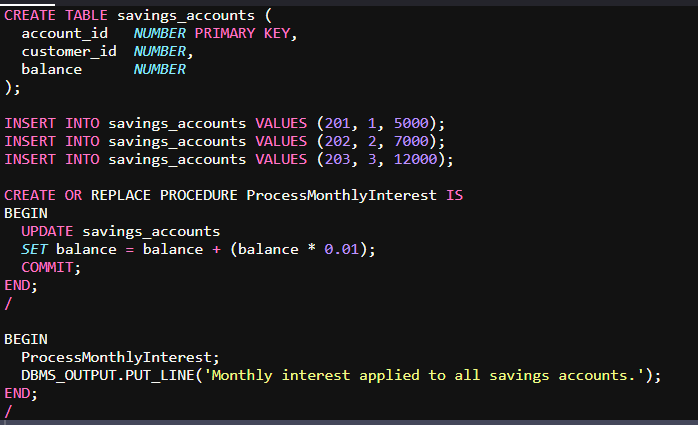 CREATE TABLE savings_accounts (
  account_id   NUMBER PRIMARY KEY,
  customer_id  NUMBER,
  balance      NUMBER
);

INSERT INTO savings_accounts VALUES (201, 1, 5000);
INSERT INTO savings_accounts VALUES (202, 2, 7000);
INSERT INTO savings_accounts VALUES (203, 3, 12000);

CREATE OR REPLACE PROCEDURE ProcessMonthlyInterest IS
BEGIN
  UPDATE savings_accounts
  SET balance = balance + (balance * 0.01);
  COMMIT;
END;
/

BEGIN
  ProcessMonthlyInterest;
  DBMS_OUTPUT.PUT_LINE('Monthly interest applied to all savings accounts.');
END;
/